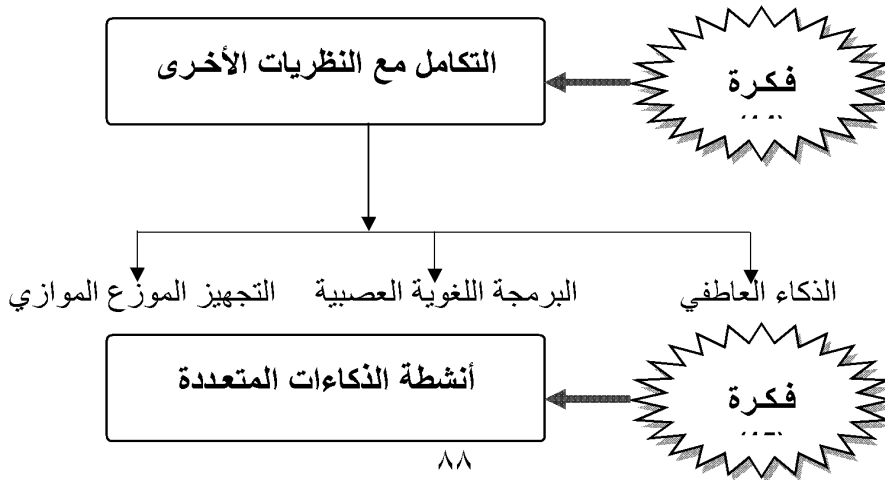 فكرة
التكامل مع النظريات الأخرى
الذكاء العاطفي
البرمجة اللغوية العصبية
التجهيز الموزع الموازي
فكرة
أنشطة الذكاءات المتعددة
٨٨